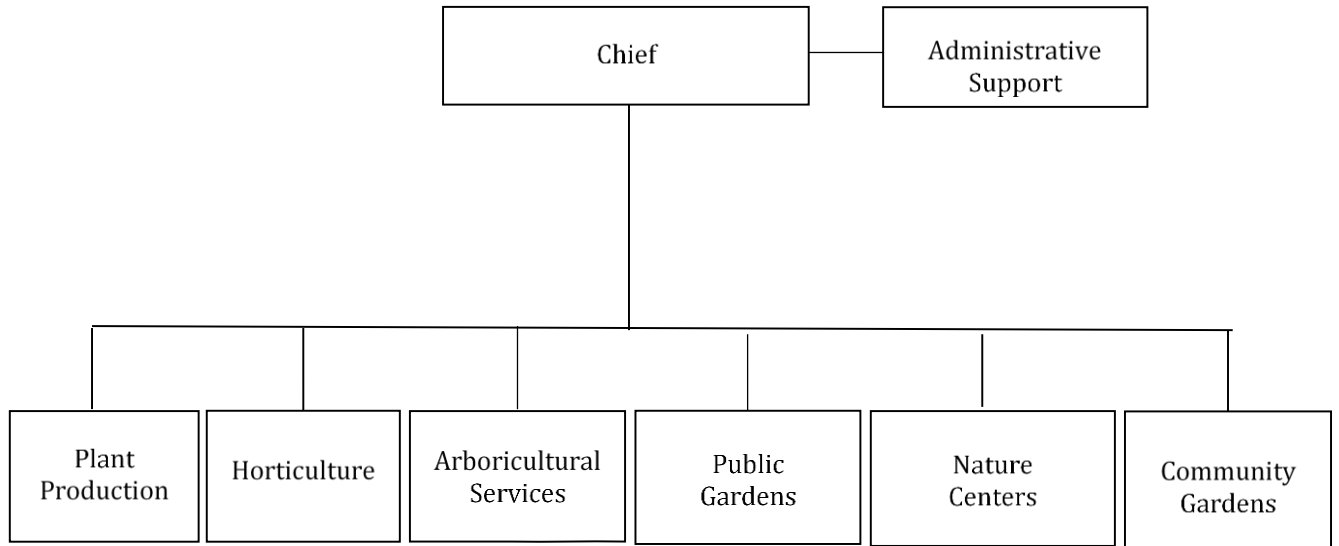 Chief
Administrative
Support
Plant
Production
Horticulture
Arboricultural
Services
Public
Gardens
Nature
Centers
Community
Gardens